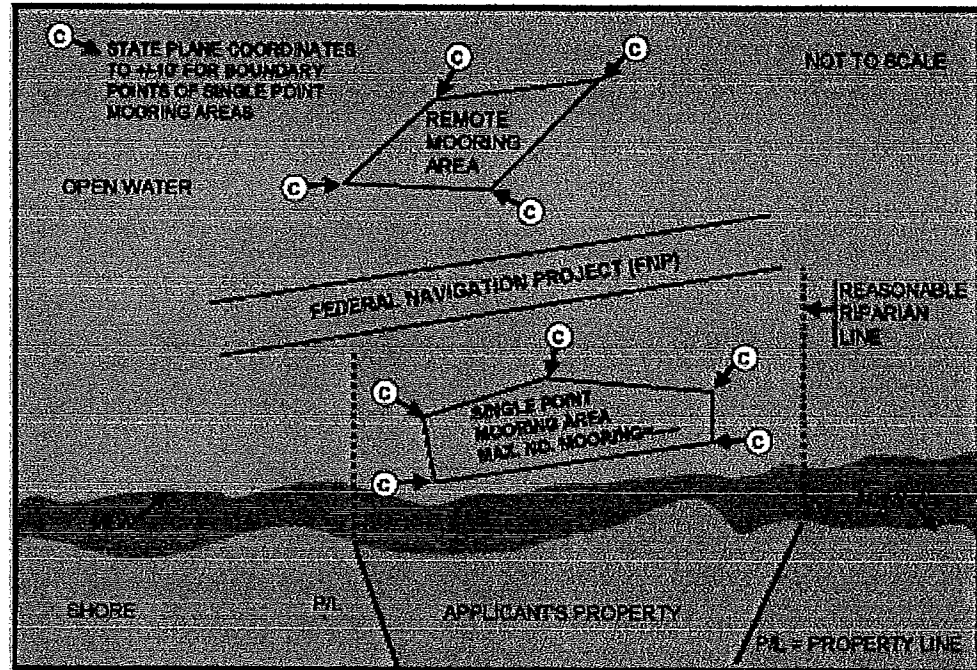 C
STATE PLANE COORDINATES
TO +/-10' FOR BOUNDARY
POINTS OF SINGLE POINT
MOORING AREAS
C
C
NOT TO SCALE
REMOTE
MOORING
AREA
OPEN WATER
C
C
FEDERAL NAVIGATION PROJECT (FNP)
REASONABLE
RIPARIAN
LINE
C
C
C
SINGLE POINT
MOORING AREA
MAX. NO. MOORING
C
C
SHORE
P/L
APPLICANT'S PROPERTY
P/L = PROPERTY LINE